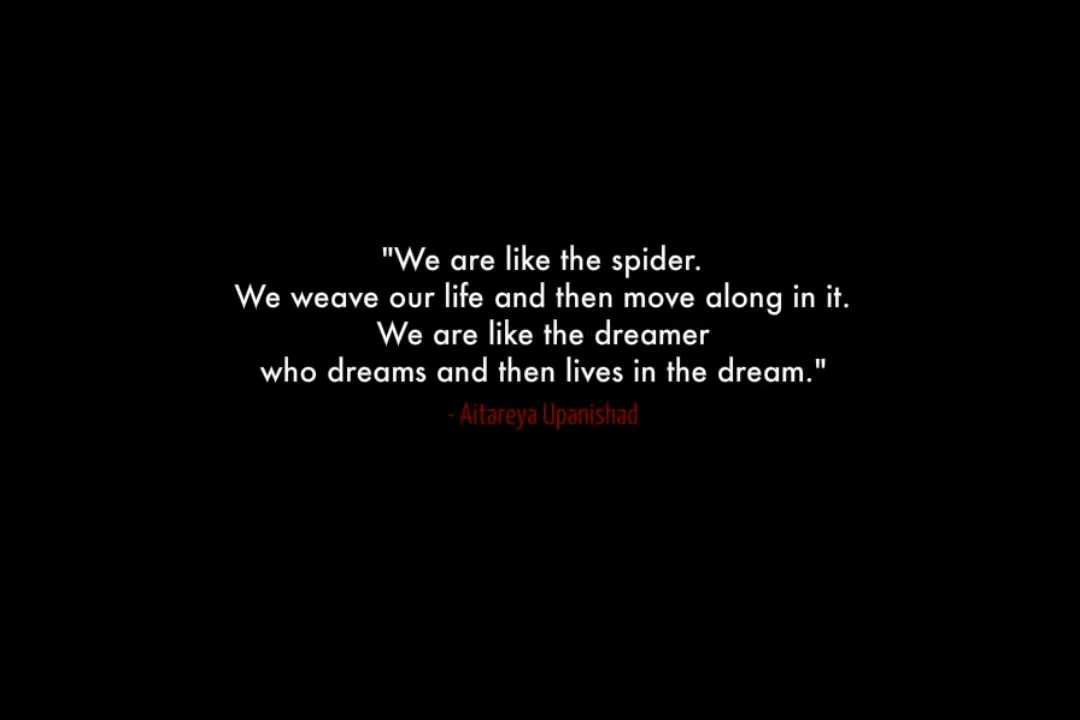 "We are like the spider.
We weave our life and then move along in it.
We are like the dreamer
who dreams and then lives in the dream."
- Aitareya Upanishad